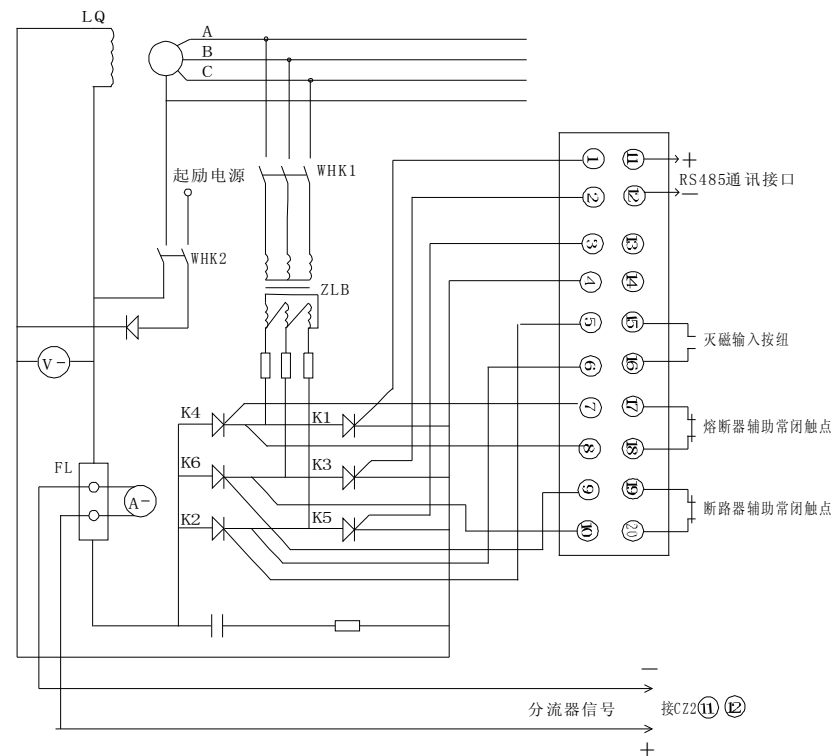 LQ
A
B
C
起励电源
WHK1
WHK2
ZLB
V-
K4
K1
K6
K3
K2
K5
FL
A-
1
11
+
RS485通讯接口
2
12
—
3
13
4
14
5
15
灭磁输入按纽
6
16
7
17
熔断器辅助常闭触点
8
18
9
19
断路器辅助常闭触点
10
20
—
分流器信号
接CZ2 11 12
+